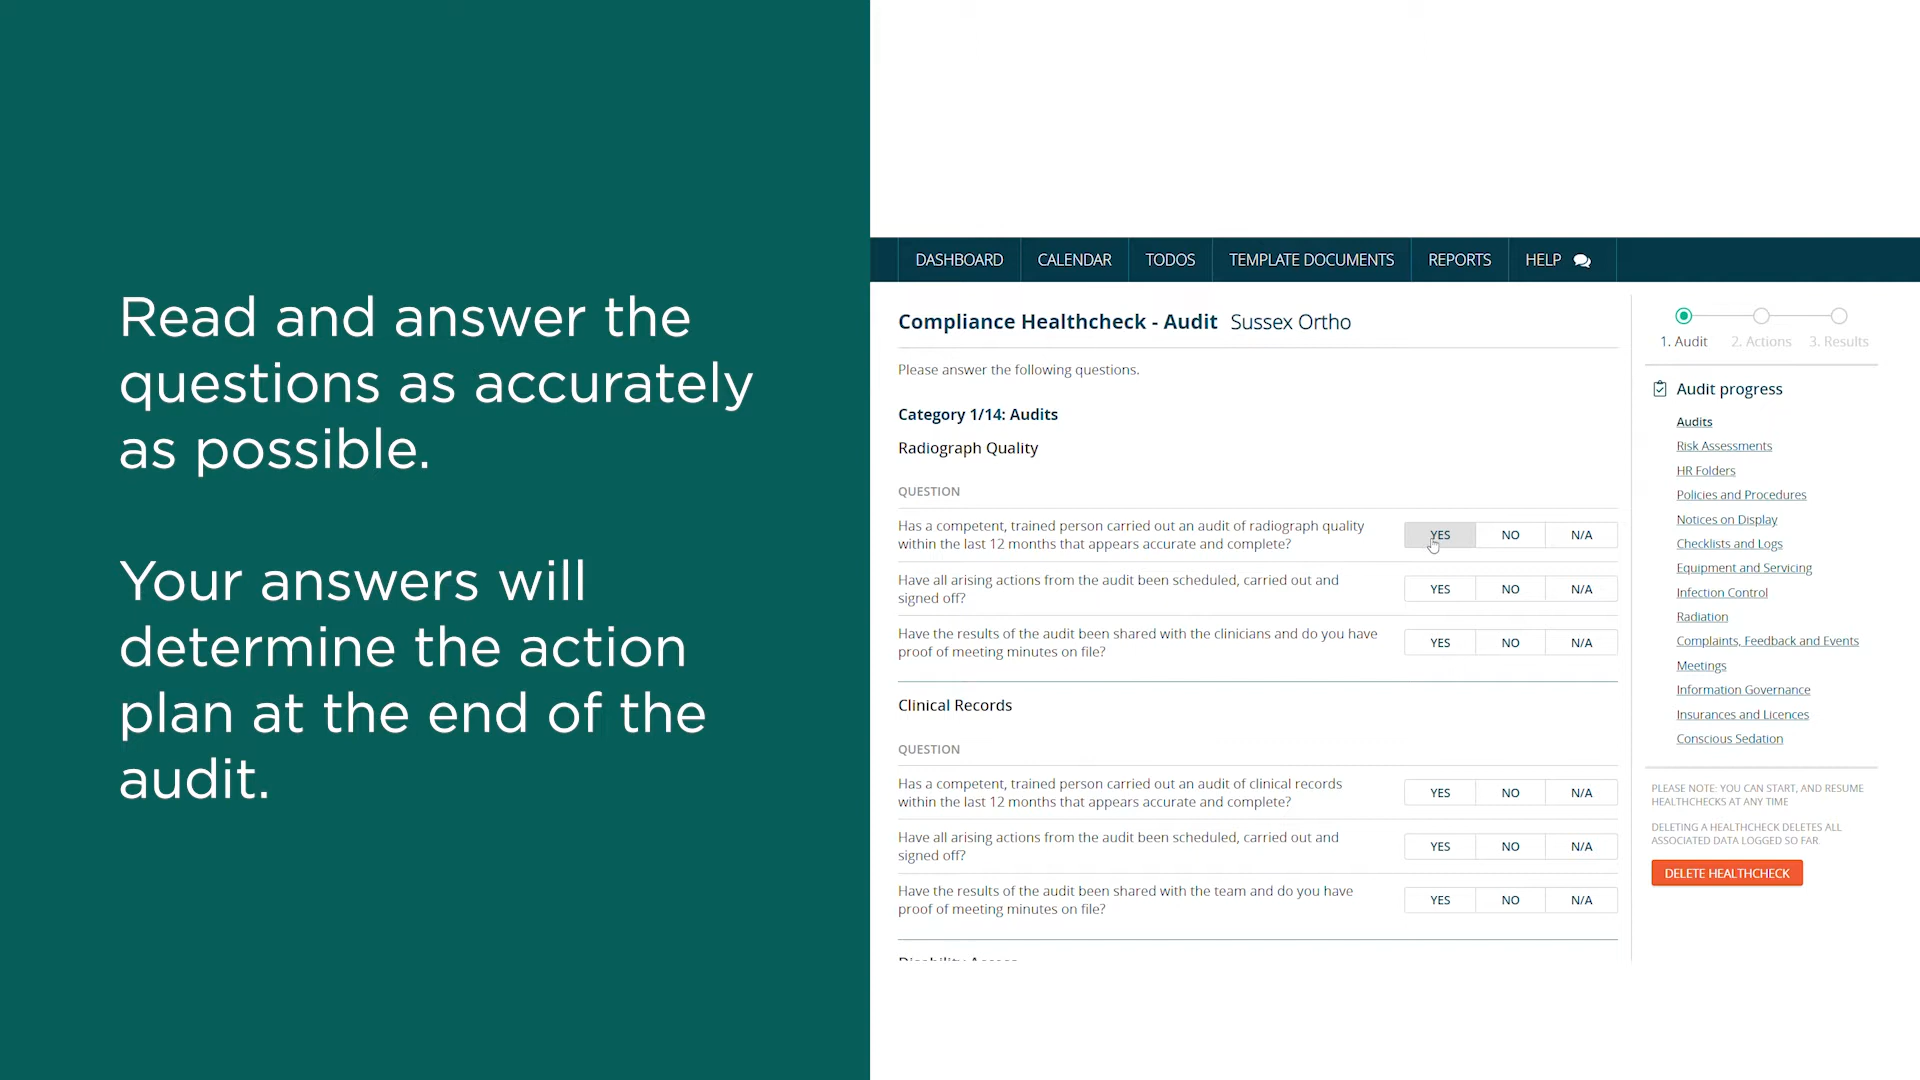 Read and answer the
questions as accurately
as possible.
Your answers will
determine the action
plan at the end of the
audit.
DASHBOARD CALENDAR TODOS TEMPLATE DOCUMENTS REPORTS HELP
Compliance Healthcheck - Audit Sussex Ortho
Please answer the following questions.
Category 1/14: Audits
Radiograph Quality
QUESTION
Has a competent, trained person carried out an audit of radiograph quality
within the last 12 months that appears accurate and complete?
YES NO N/A
Have all arising actions from the audit been scheduled, carried out and
signed off?
YES NO N/A
Have the results of the audit been shared with the clinicians and do you have
proof of meeting minutes on file?
YES NO N/A
Clinical Records
QUESTION
Has a competent, trained person carried out an audit of clinical records
within the last 12 months that appears accurate and complete?
YES NO N/A
Have all arising actions from the audit been scheduled, carried out and
signed off?
YES NO N/A
Have the results of the audit been shared with the team and do you have
proof of meeting minutes on file?
YES NO N/A
Disability Access
1. Audit 2. Actions 3. Results
Audit progress
Audits
Risk Assessments
HR Folders
Policies and Procedures
Notices on Display
Checklists and Logs
Equipment and Servicing
Infection Control
Radiation
Complaints, Feedback and Events
Meetings
Information Governance
Insurances and Licences
Conscious Sedation
PLEASE NOTE: YOU CAN START, AND RESUME
HEALTHCHECKS AT ANY TIME
DELETING A HEALTHCHECK DELETES ALL
ASSOCIATED DATA LOGGED SO FAR
DELETE HEALTHCHECK